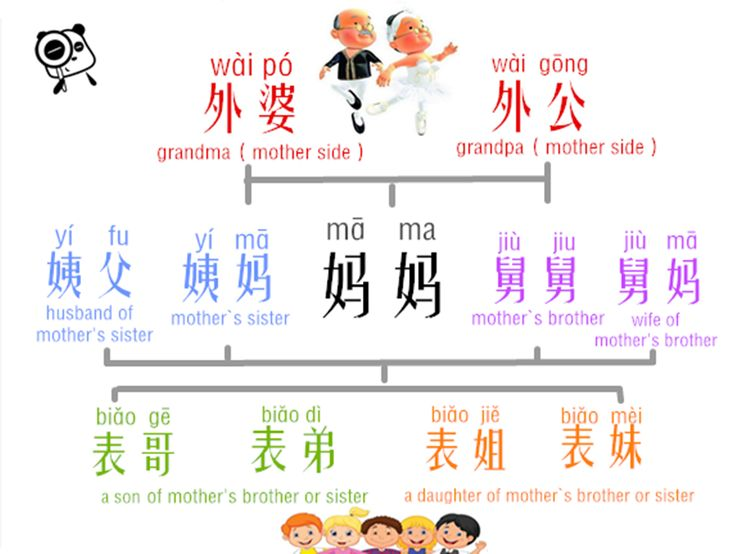 wài pó
外婆
grandma ( mother side )
wài gōng
外公
grandpa ( mother side )
yí fu
姨父
husband of
mother's sister
yí mā
姨妈
mother`s sister
mā ma
妈妈
jiù jiu
舅舅
mother`s brother
jiù mā
舅妈
wife of
mother's brother
biǎo gē
表哥
biǎo dì
表弟
a son of mother's brother or sister
biǎo jiě
表姐
biǎo mèi
表妹
a daughter of mother`s brother or sister